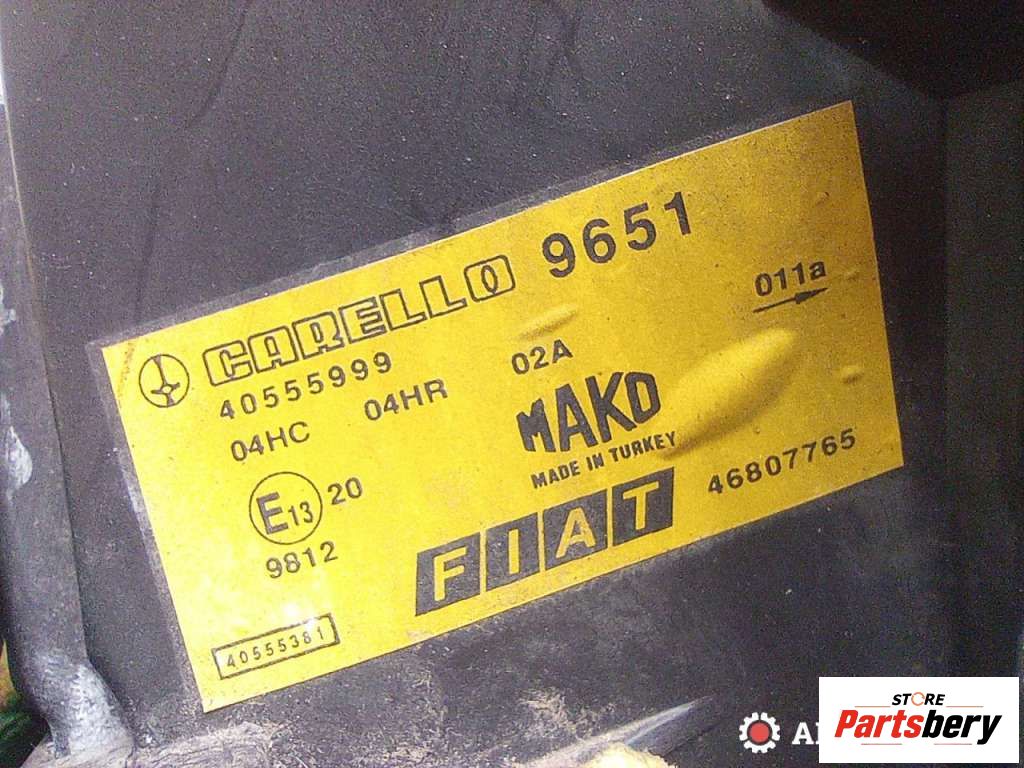 CARELLO 9651
40555999
04HC 04HR 02A
011a
MAKO
MADE IN TURKEY
E13 20
9812
FIAT
46807765
40555381
STORE
Partsbery